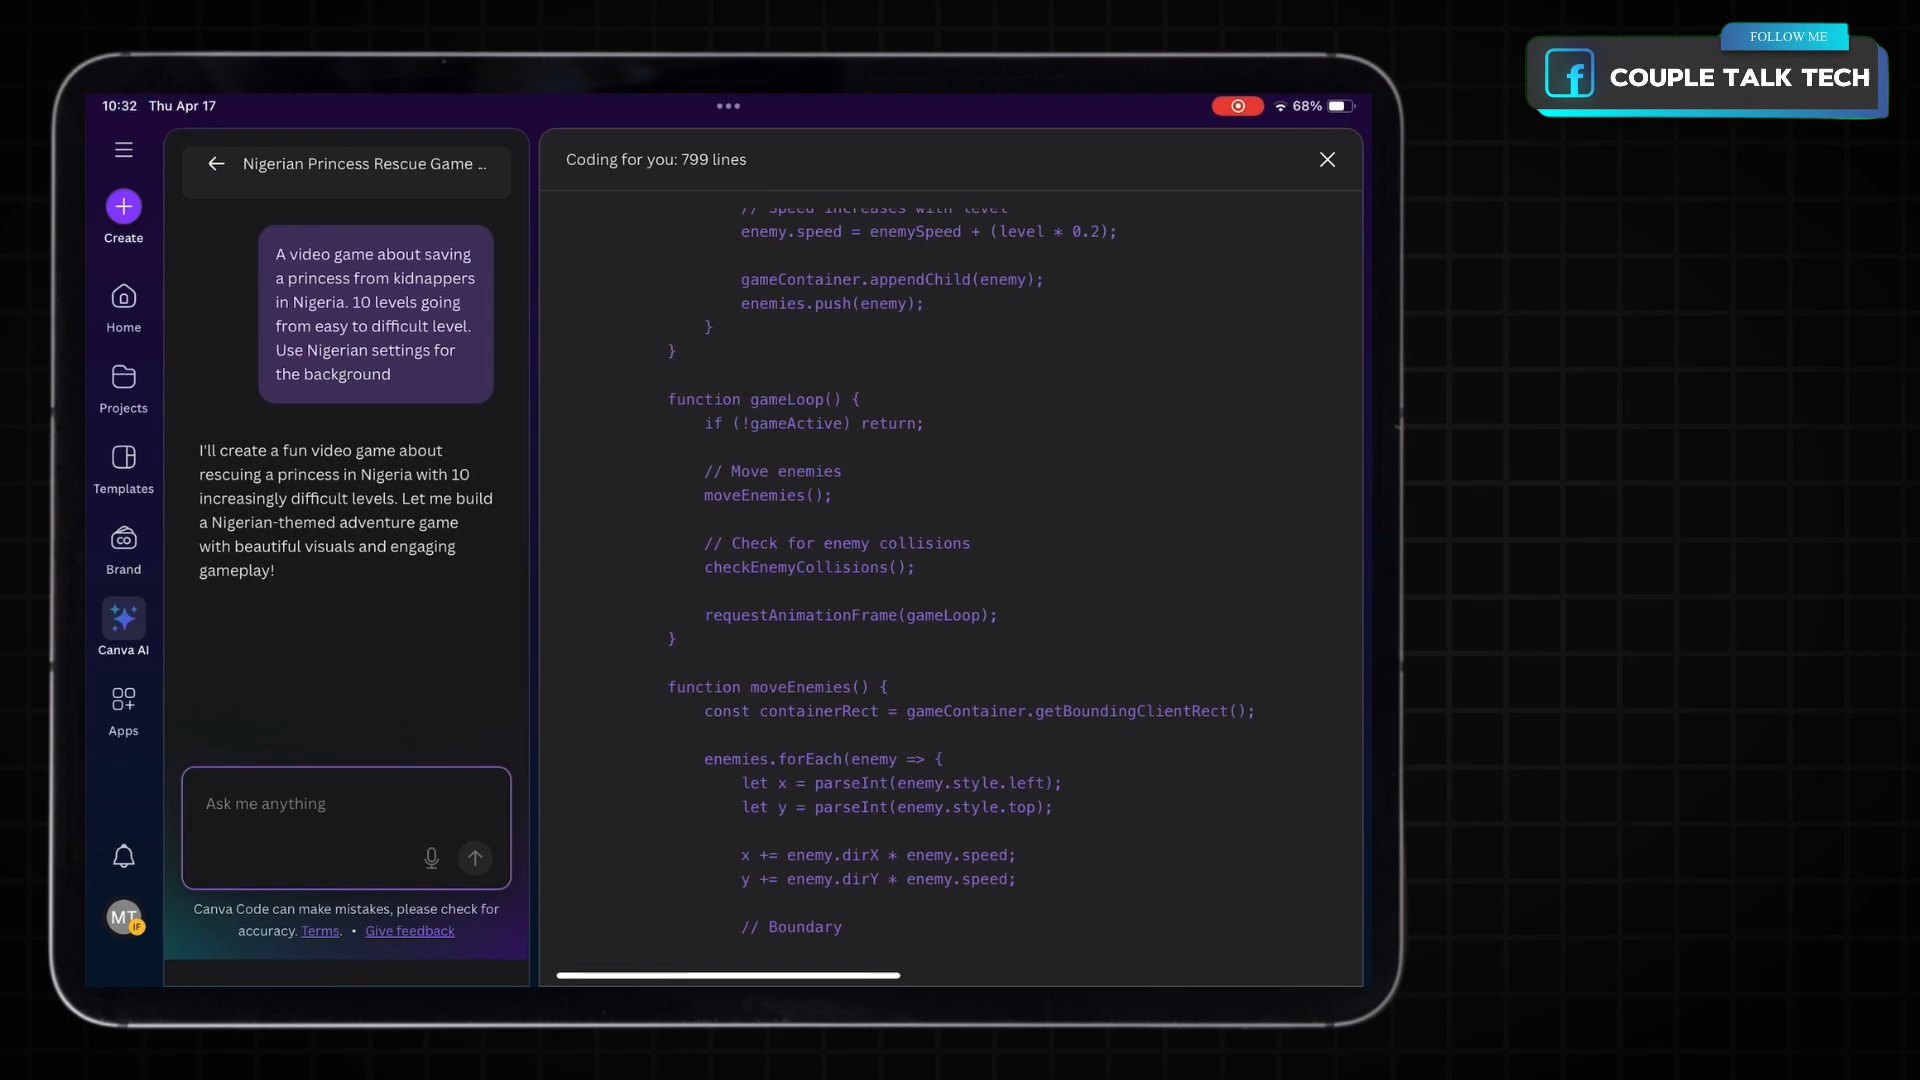 FOLLOW ME
COUPLE TALK TECH
10:32 Thu Apr 17
68%
Nigerian Princess Rescue Game ...
Coding for you: 799 lines
Create
Home
Projects
Templates
CO
Brand
Canva AI
Apps
MT
IF
A video game about saving
a princess from kidnappers
in Nigeria. 10 levels going
from easy to difficult level.
Use Nigerian settings for
the background
I'll create a fun video game about
rescuing a princess in Nigeria with 10
increasingly difficult levels. Let me build
a Nigerian-themed adventure game
with beautiful visuals and engaging
gameplay!
Ask me anything
Canva Code can make mistakes, please check for
accuracy. Terms. • Give feedback
// Speed increases with level
enemy.speed = enemySpeed + (level * 0.2);
gameContainer.appendChild(enemy);
enemies.push(enemy);
}
}
function gameLoop() {
if (!gameActive) return;
// Move enemies
moveEnemies();
// Check for enemy collisions
checkEnemyCollisions();
requestAnimationFrame(gameLoop);
}
function moveEnemies() {
const containerRect = gameContainer.getBoundingClientRect();
enemies.forEach(enemy => {
let x = parseInt(enemy.style.left);
let y = parseInt(enemy.style.top);
x += enemy.dirX * enemy.speed;
y += enemy.dirY * enemy.speed;
// Boundary